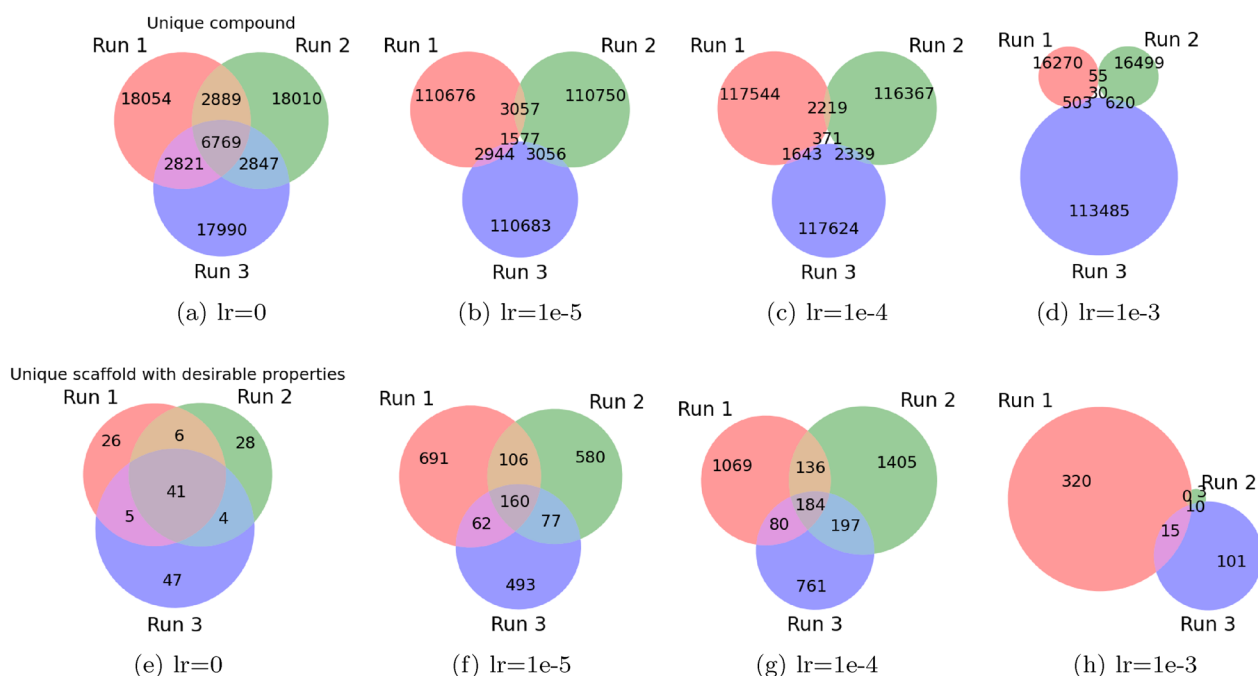 Unique compound
Run 1
Run 2
18054
2889
18010
6769
2821
2847
17990
Run 3
(a) lr=0
Run 1
Run 2
110676
110750
3057
1577
2944
3056
110683
Run 3
(b) lr=1e-5
Run 1
Run 2
117544
116367
2219
371
1643
2339
117624
Run 3
(c) lr=1e-4
Run 1
Run 2
16270
16499
55
30
503
620
113485
Run 3
(d) lr=1e-3
Unique scaffold with desirable properties
Run 1
Run 2
26
6
28
41
5
4
47
Run 3
(e) lr=0
Run 1
Run 2
691
106
580
160
62
77
493
Run 3
(f) lr=1e-5
Run 1
Run 2
1069
136
1405
184
80
197
761
Run 3
(g) lr=1e-4
Run 1
Run 2
320
0
3
10
15
101
Run 3
(h) lr=1e-3